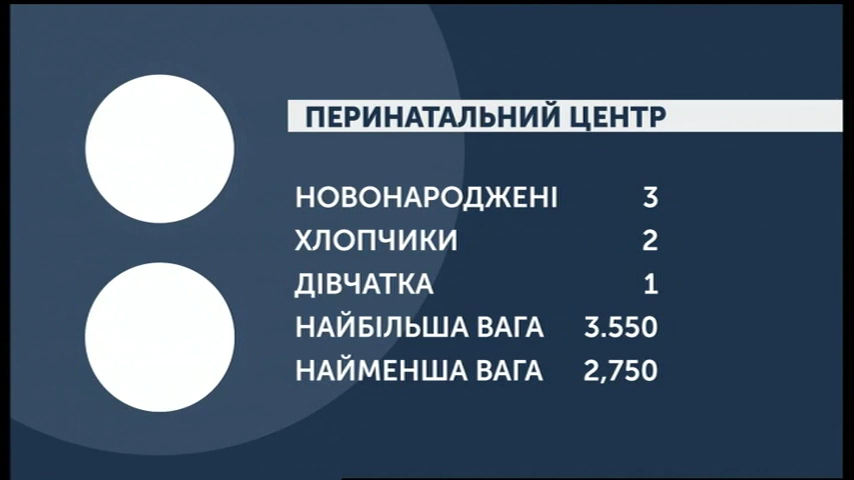 ПЕРИНАТАЛЬНИЙ ЦЕНТР
НОВОНАРОДЖЕНІ 3
ХЛОПЧИКИ 2
ДІВЧАТКА 1
НАЙБІЛЬША ВАГА 3.550
НАЙМЕНША ВАГА 2,750